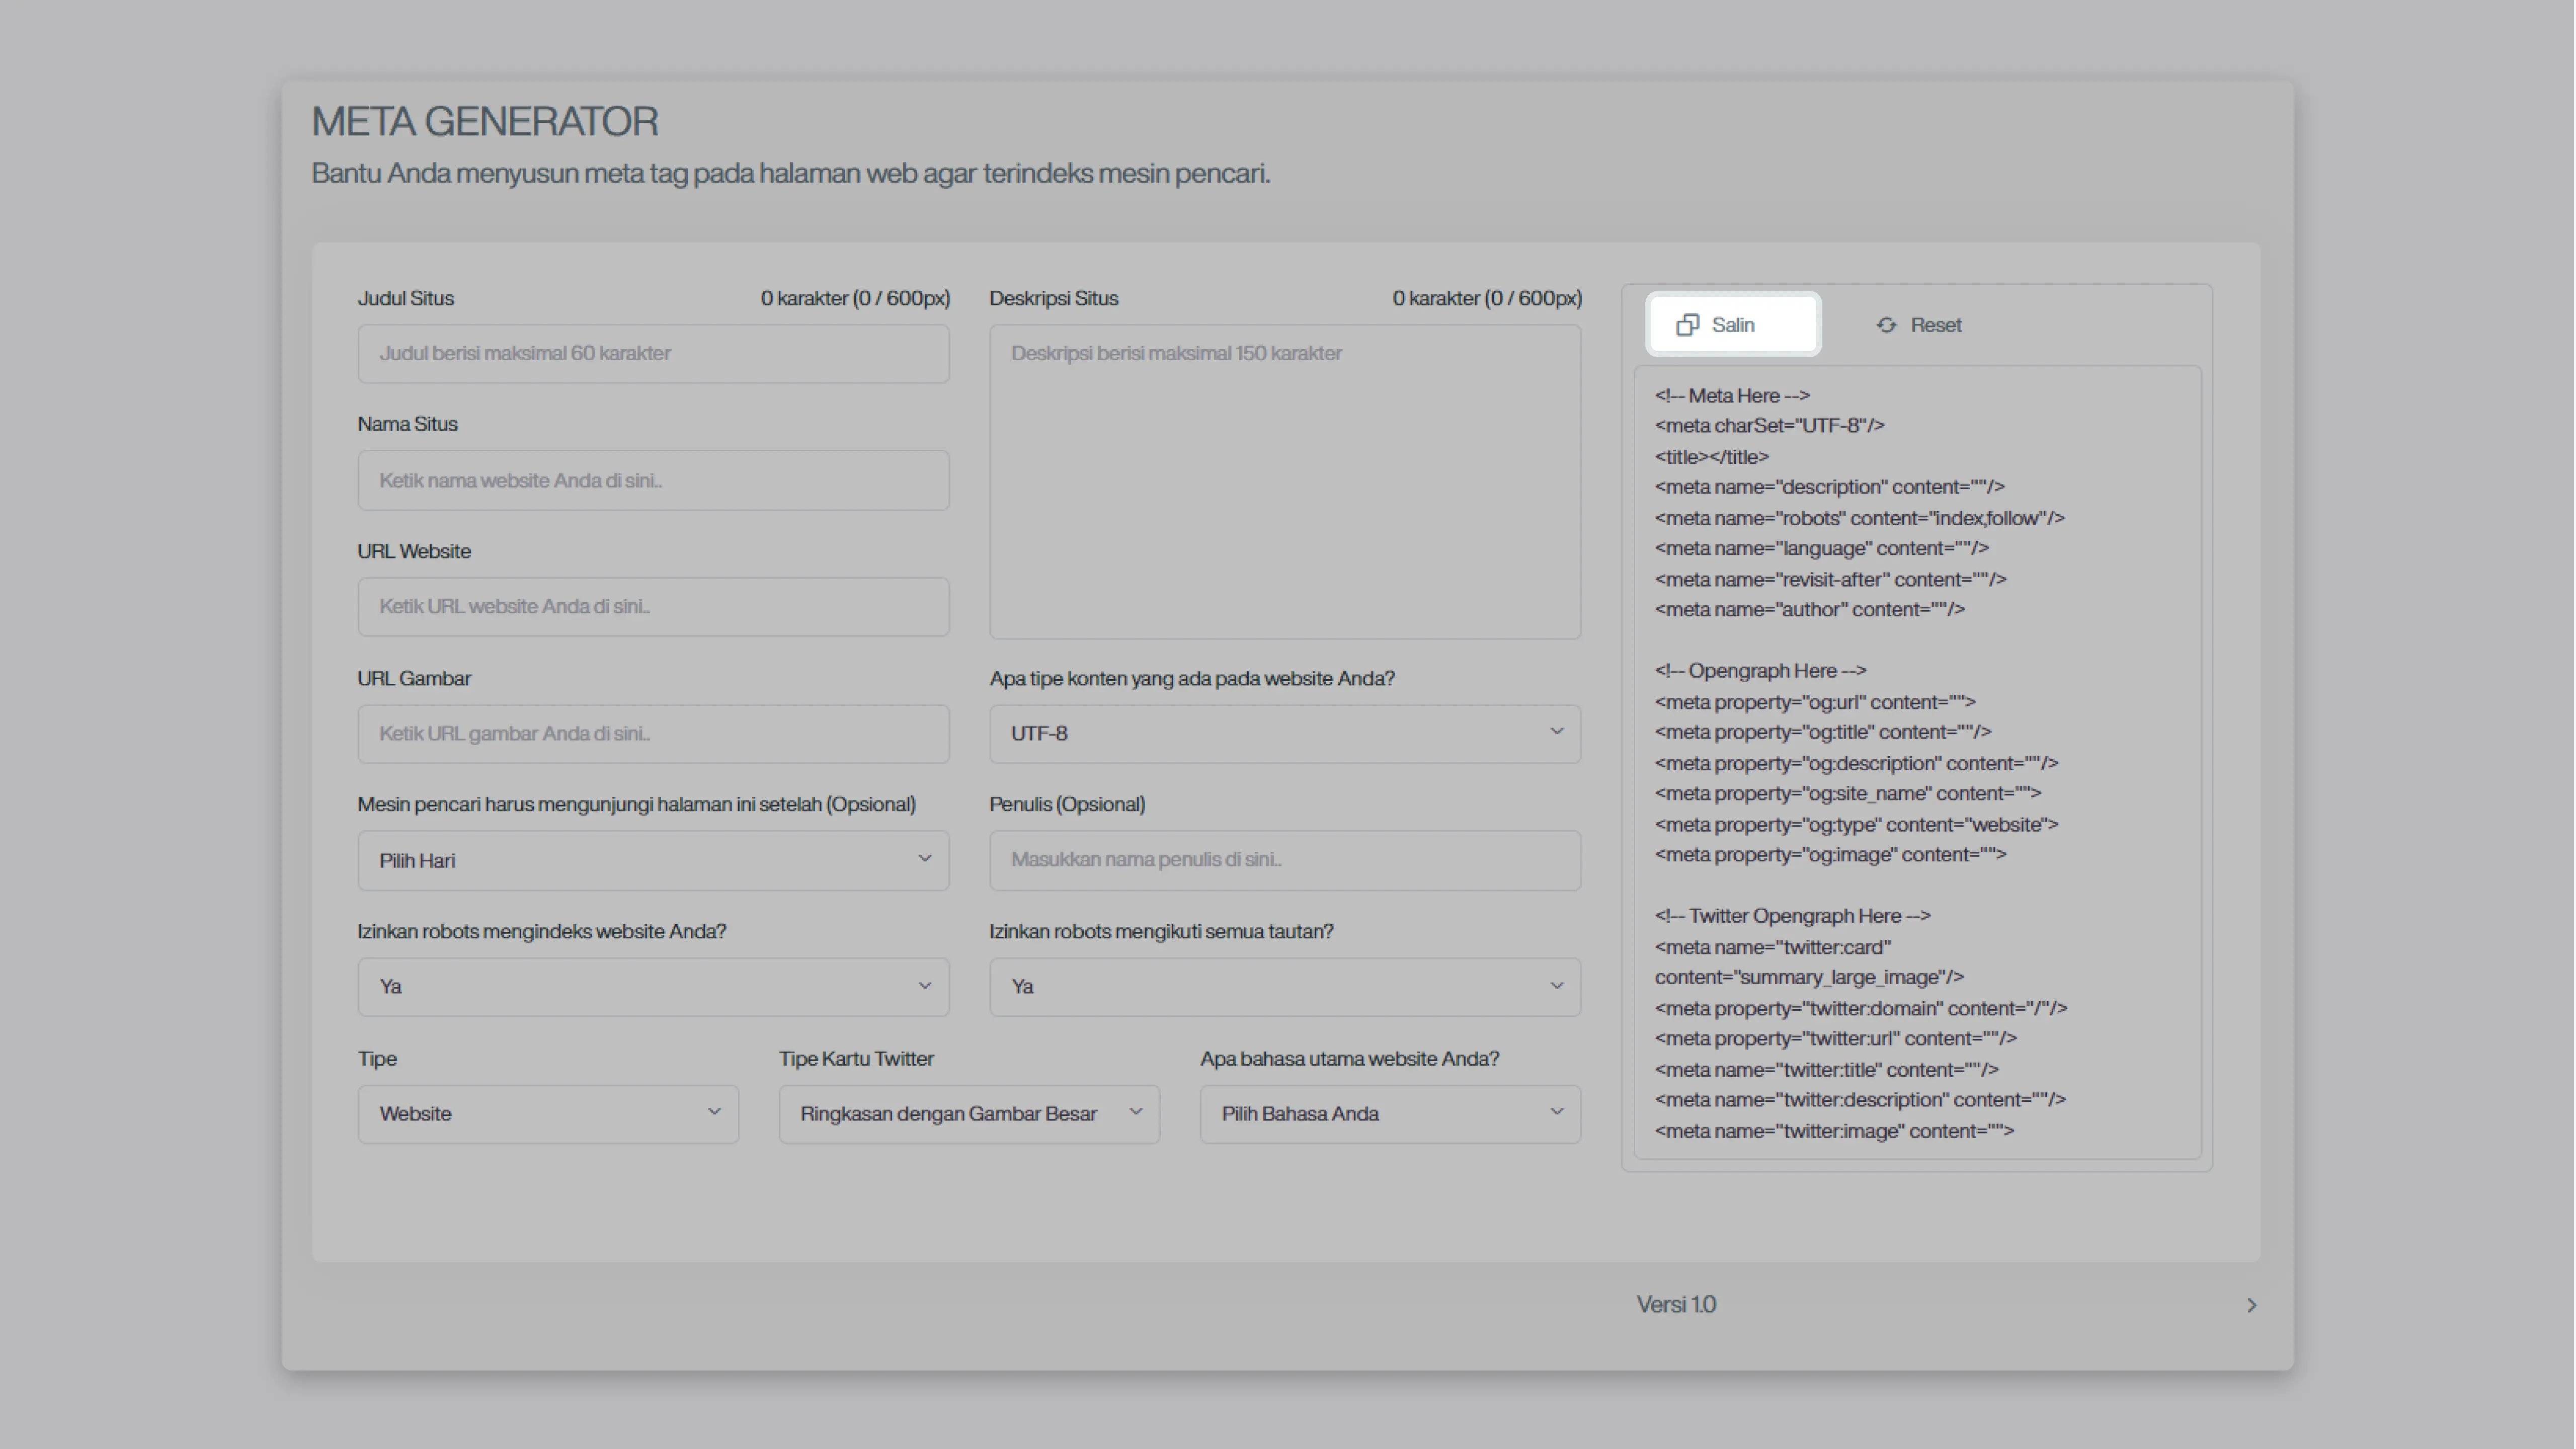 META GENERATOR
Bantu Anda menyusun meta tag pada halaman web agar terindeks mesin pencari.
Judul Situs
0 karakter (0 / 600px)
Judul berisi maksimal 60 karakter
Nama Situs
Ketik nama website Anda di sini..
URL Website
Ketik URL website Anda di sini..
URL Gambar
Ketik URL gambar Anda di sini..
Mesin pencari harus mengunjungi halaman ini setelah (Opsional)
Pilih Hari
Izinkan robots mengindeks website Anda?
Ya
Deskripsi Situs
0 karakter (0 / 600px)
Deskripsi berisi maksimal 150 karakter
Apa tipe konten yang ada pada website Anda?
UTF-8
Penulis (Opsional)
Masukkan nama penulis di sini..
Izinkan robots mengikuti semua tautan?
Ya
Tipe
Website
Tipe Kartu Twitter
Ringkasan dengan Gambar Besar
Apa bahasa utama website Anda?
Pilih Bahasa Anda
Salin
Reset
<!-- Meta Here -->
<meta charSet="UTF-8"/>
<title></title>
<meta name="description" content=""/>
<meta name="robots" content="index,follow"/>
<meta name="language" content=""/>
<meta name="revisit-after" content=""/>
<meta name="author" content=""/>
<!-- Opengraph Here -->
<meta property="og:url" content="">
<meta property="og:title" content=""/>
<meta property="og:description" content=""/>
<meta property="og:site_name" content="">
<meta property="og:type" content="website">
<meta property="og:image" content="">
<!-- Twitter Opengraph Here -->
<meta name="twitter:card"
content="summary_large_image"/>
<meta property="twitter:domain" content="/"/>
<meta property="twitter:url" content=""/>
<meta name="twitter:title" content=""/>
<meta name="twitter:description" content=""/>
<meta name="twitter:image" content="">
Versi 1.0